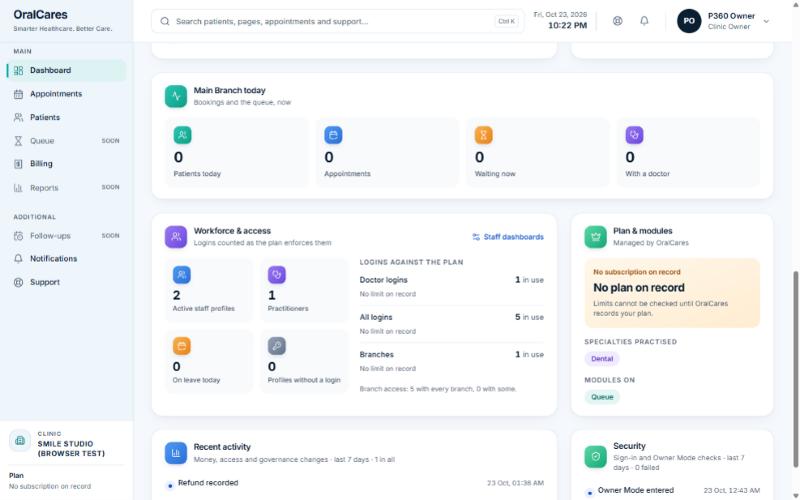 OralCares
Smarter Healthcare. Better Care.
Search patients, pages, appointments and support...
Ctrl K
Fri, Oct 23, 2026
10:22 PM
PO
P360 Owner
Clinic Owner
MAIN
Dashboard
Appointments
Patients
Queue SOON
Billing
Reports SOON
ADDITIONAL
Follow-ups SOON
Notifications
Support
CLINIC
SMILE STUDIO
(BROWSER TEST)
Plan
No subscription on record
Main Branch today
Bookings and the queue, now
0
Patients today
0
Appointments
0
Waiting now
0
With a doctor
Workforce & access
Logins counted as the plan enforces them
Staff dashboards
2
Active staff profiles
1
Practitioners
0
On leave today
0
Profiles without a login
LOGINS AGAINST THE PLAN
Doctor logins 1 in use
No limit on record
All logins 5 in use
No limit on record
Branches 1 in use
No limit on record
Branch access: 5 with every branch, 0 with some.
Plan & modules
Managed by OralCares
No subscription on record
No plan on record
Limits cannot be checked until OralCares
records your plan.
SPECIALTIES PRACTISED
Dental
MODULES ON
Queue
Recent activity
Money, access and governance changes · last 7 days · 1 in all
Refund recorded 23 Oct, 01:36 AM
Security
Sign-in and Owner Mode checks · last 7
days · 0 failed
Owner Mode entered 23 Oct, 12:43 AM